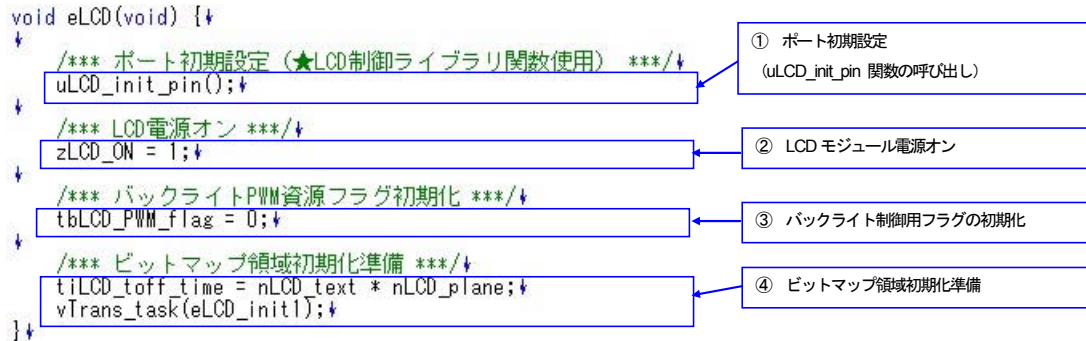 void eLCD(void) {
/*** ポート初期設定（★LCD制御ライブラリ関数使用） ***/
uLCD_init_pin();
① ポート初期設定
（uLCD_init_pin 関数の呼び出し）
/*** LCD電源オン ***/
zLCD_ON = 1;
② LCD モジュール電源オン
/*** バックライトPWM資源フラグ初期化 ***/
tbLCD_PWM_flag = 0;
③ バックライト制御用フラグの初期化
/*** ビットマップ領域初期化準備 ***/
tiLCD_toff_time = nLCD_text * nLCD_plane;
vTrans_task(eLCD_init1);
④ ビットマップ領域初期化準備
}